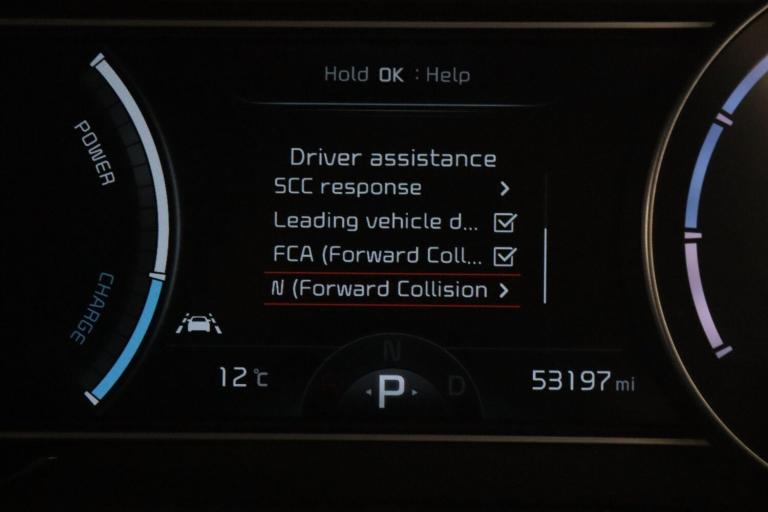 Hold OK : Help
POWER
Driver assistance
SCC response
Leading vehicle d...
FCA (Forward Coll...
N (Forward Collision
CHARGE
N
12 °C
P
D
53197 mi